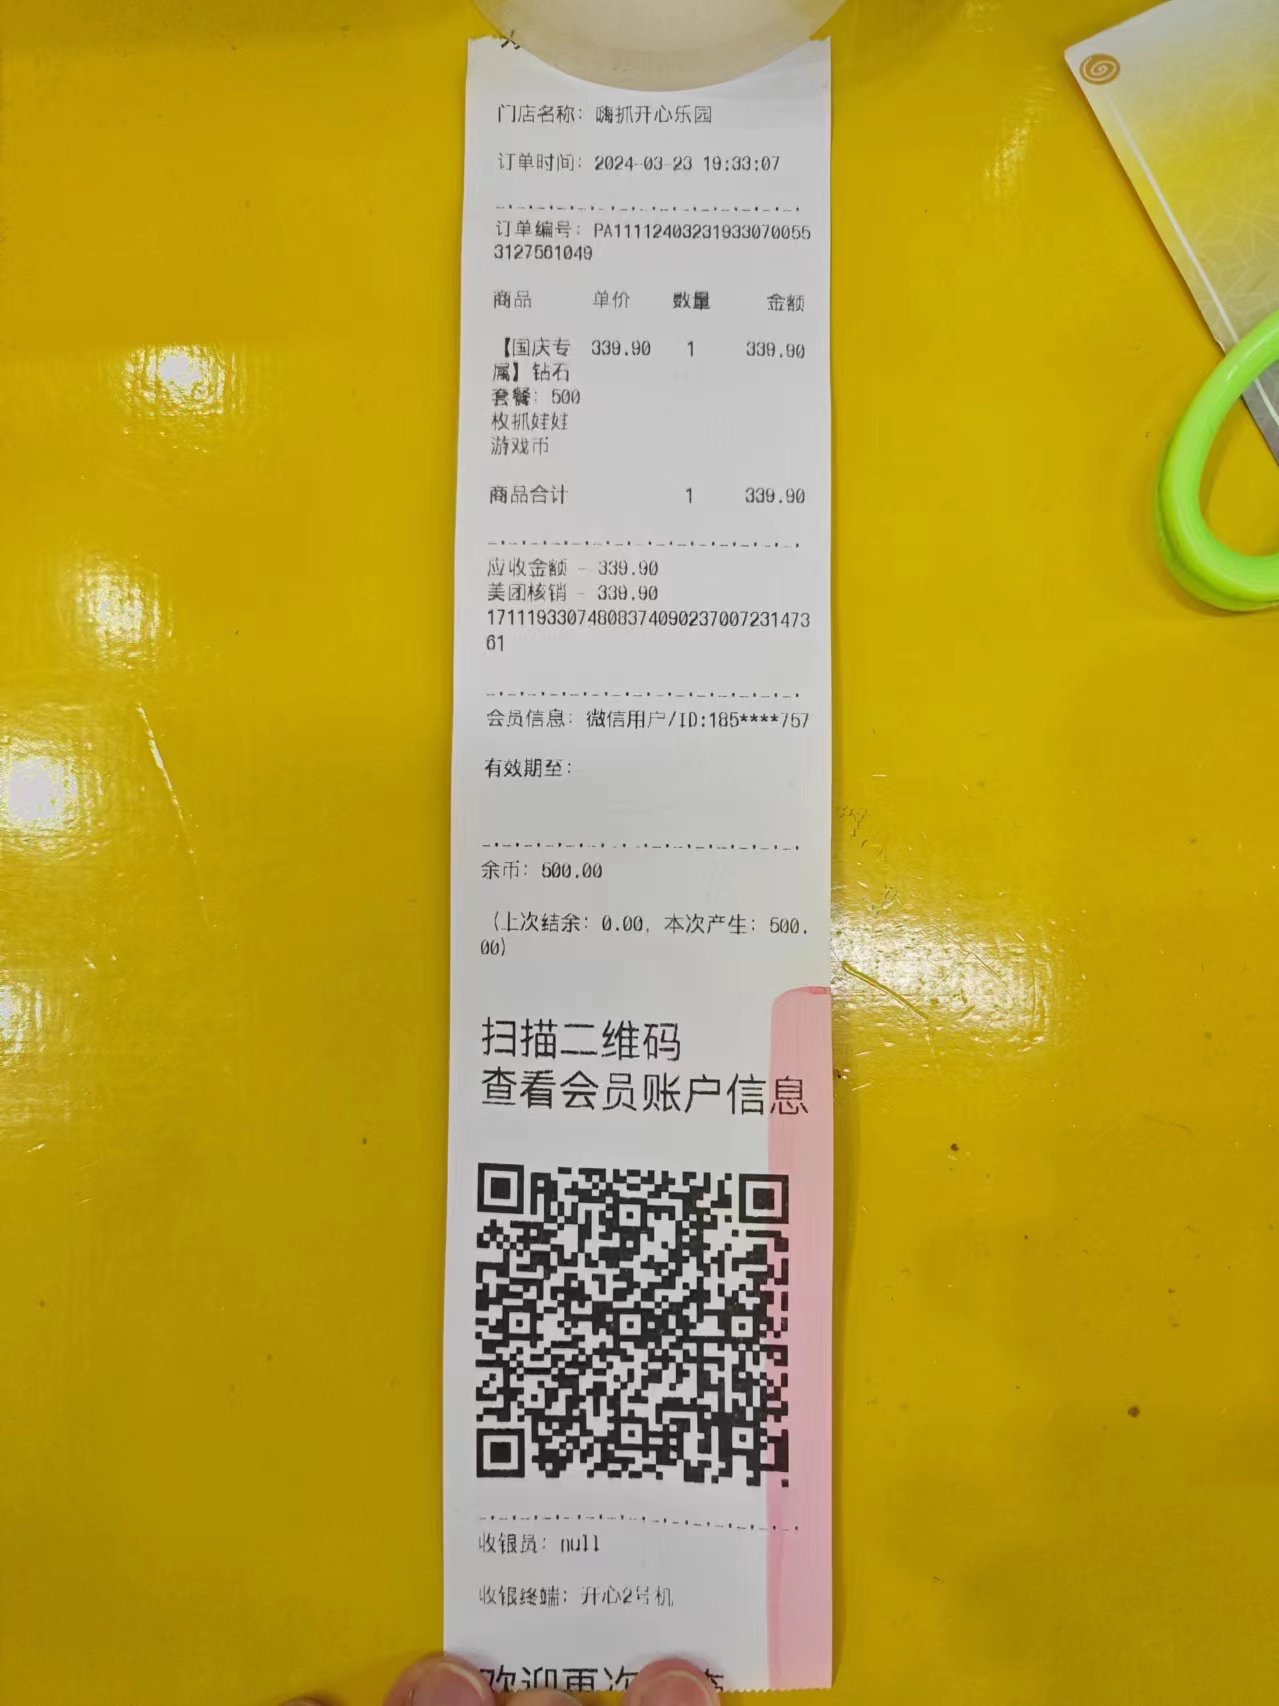 门店名称: 嗨抓开心乐园
订单时间: 2024-03-23 19:33:07
订单编号: PA11112403231933070055
3127561049
商品 单价 数量 金额
【国庆专 339.90 1 339.90
属】钻石
套餐: 500
枚抓娃娃
游戏币
商品合计 1 339.90
应收金额 - 339.90
美团核销 - 339.90
17111933074808374090237007231473
61
会员信息: 微信用户/ID:185****757
有效期至:
余币: 500.00
(上次结余: 0.00, 本次产生: 500.
00)
扫描二维码
查看会员账户信息
收银员: null
收银终端: 开心2号机
欢迎再次